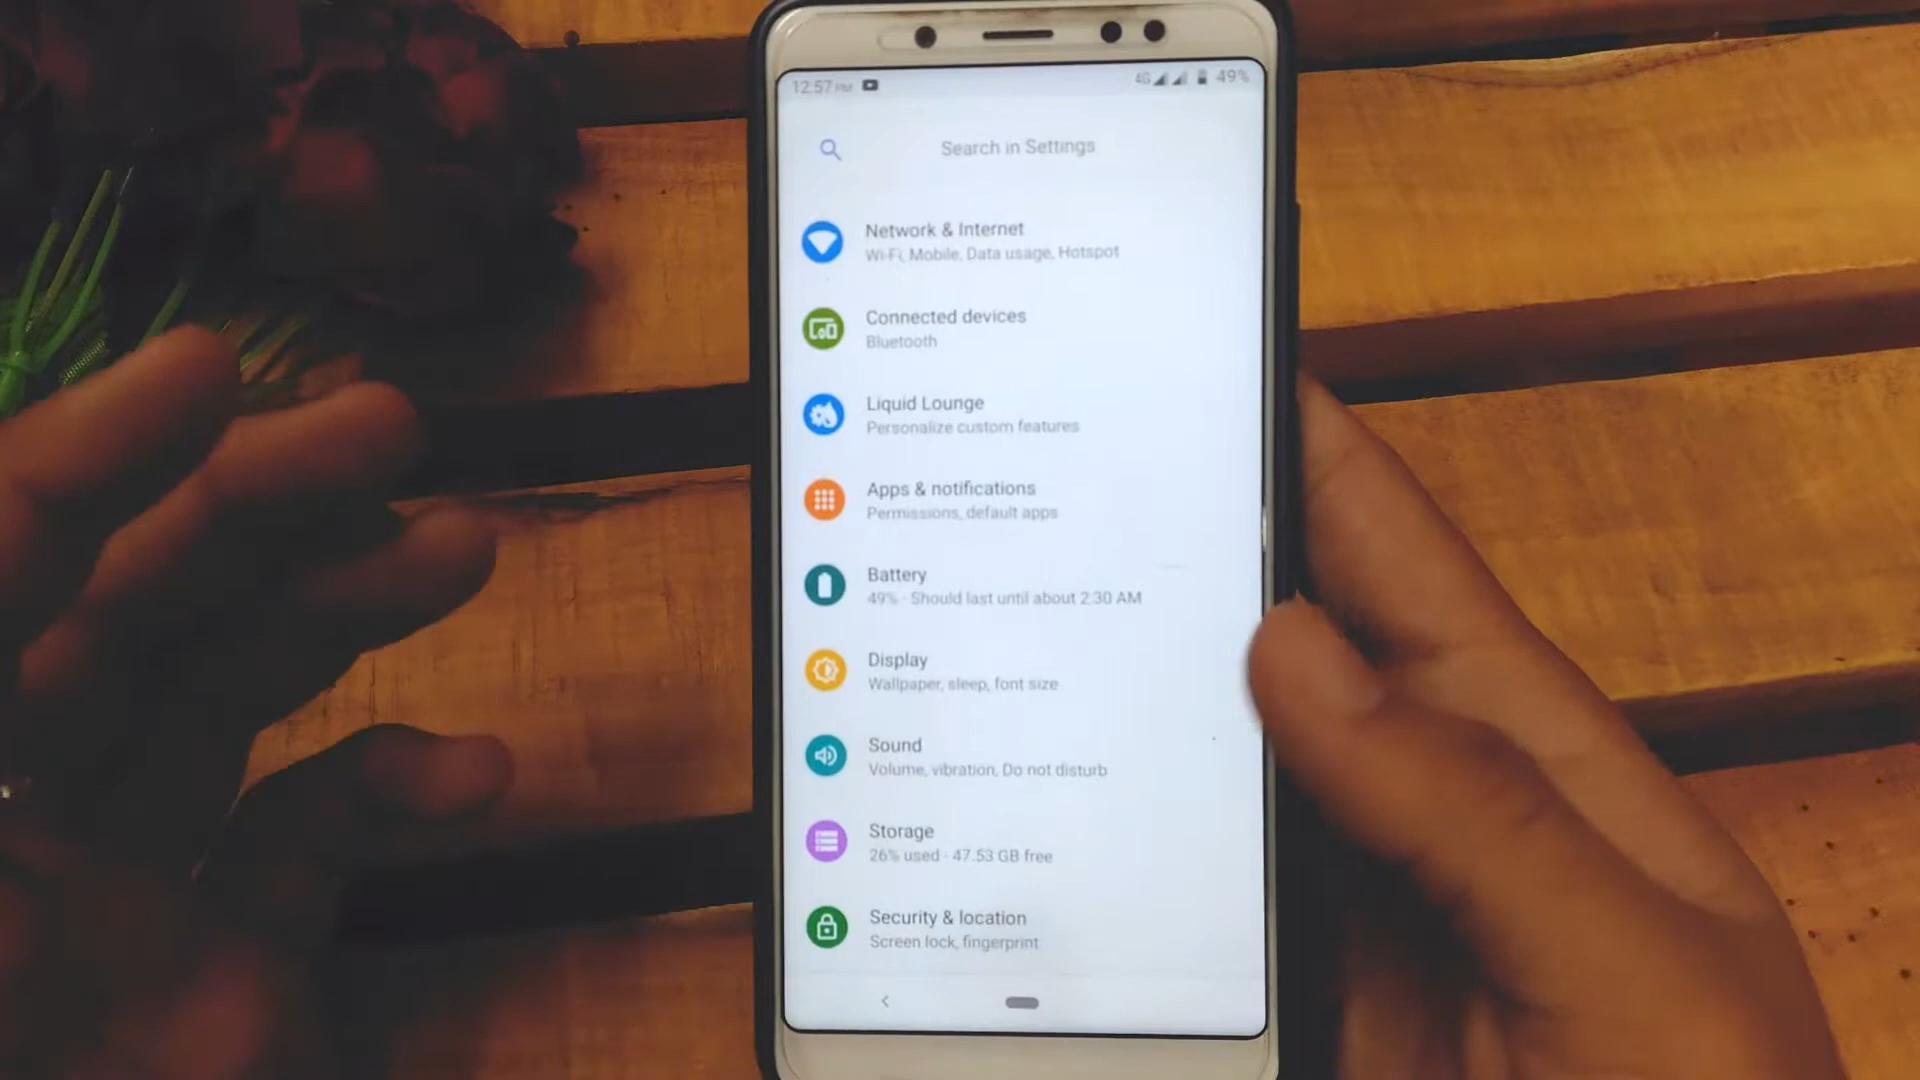 12:57 PM
4G 49%
Search in Settings
Network & Internet
Wi-Fi, Mobile, Data usage, Hotspot
Connected devices
Bluetooth
Liquid Lounge
Personalize custom features
Apps & notifications
Permissions, default apps
Battery
49% - Should last until about 2:30 AM
Display
Wallpaper, sleep, font size
Sound
Volume, vibration, Do not disturb
Storage
26% used - 47.53 GB free
Security & location
Screen lock, fingerprint